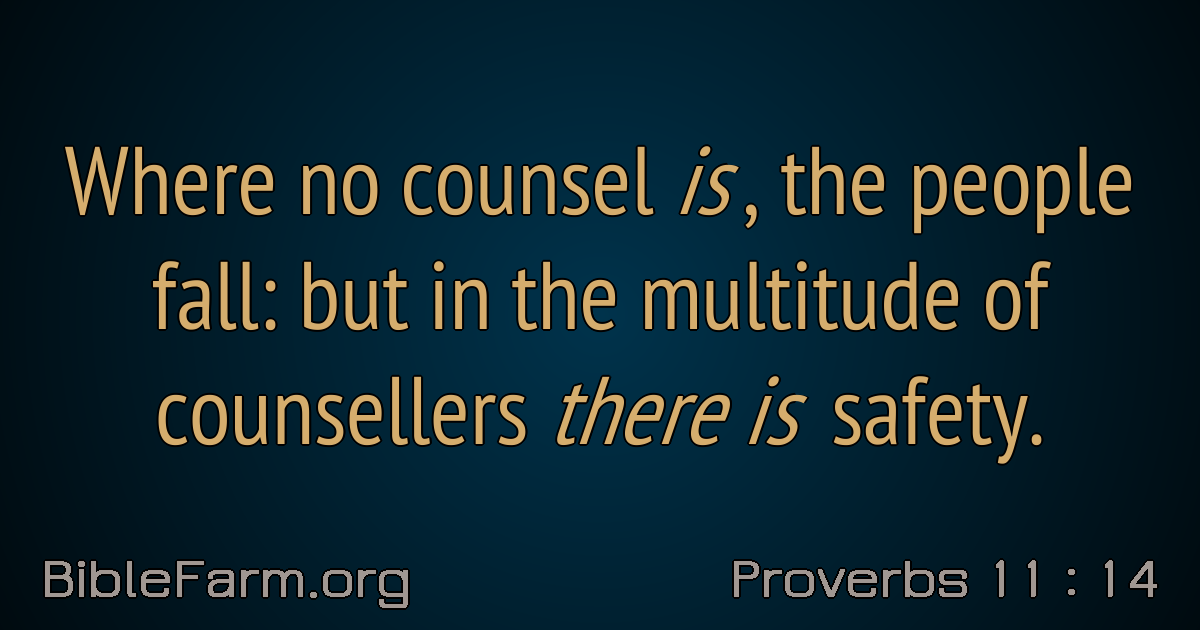 Where no counsel is, the people
fall: but in the multitude of
counsellers there is safety.
BibleFarm.org
Proverbs 11 : 14